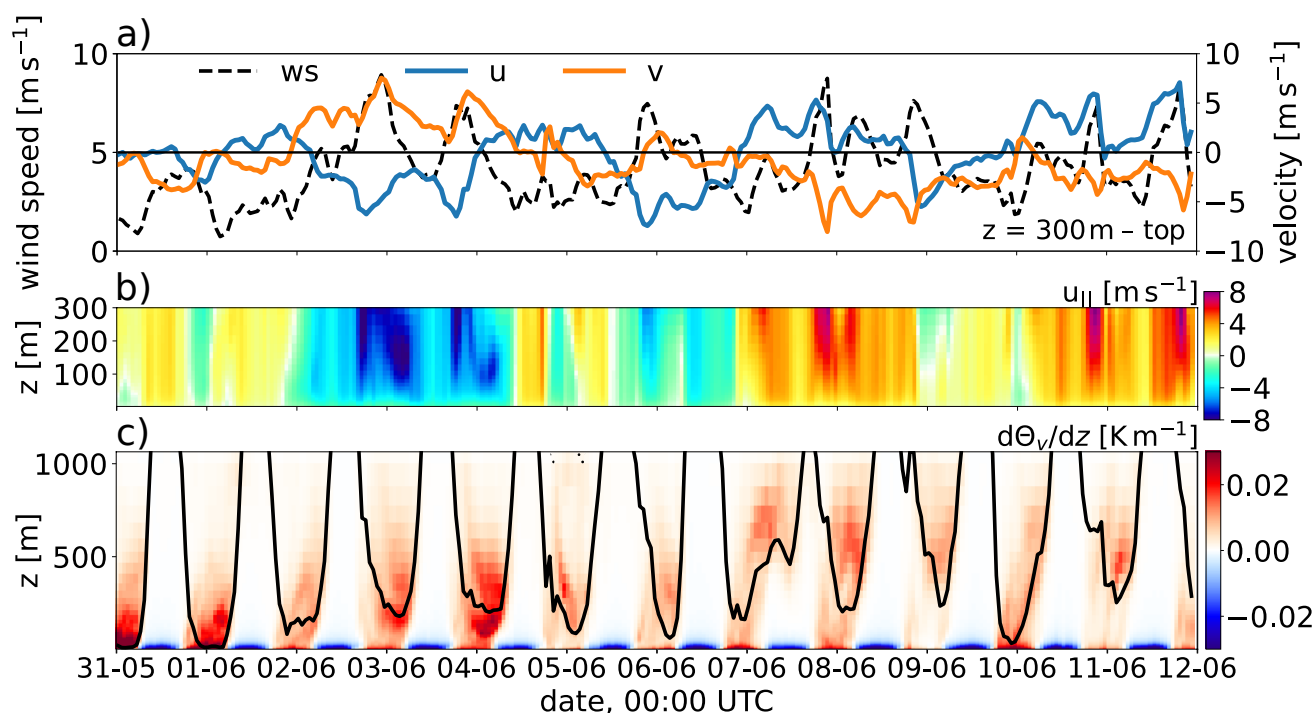 a)
ws u v
10
5
0
wind speed [m s⁻¹]
10
5
0
−5
−10
velocity [m s⁻¹]
z = 300 m – top
b)
u|| [m s⁻¹]
300
200
100
z [m]
8
4
0
−4
−8
c)
dΘᵥ/dz [K m⁻¹]
1000
500
z [m]
0.02
0.00
−0.02
31-05 01-06 02-06 03-06 04-06 05-06 06-06 07-06 08-06 09-06 10-06 11-06 12-06
date, 00:00 UTC